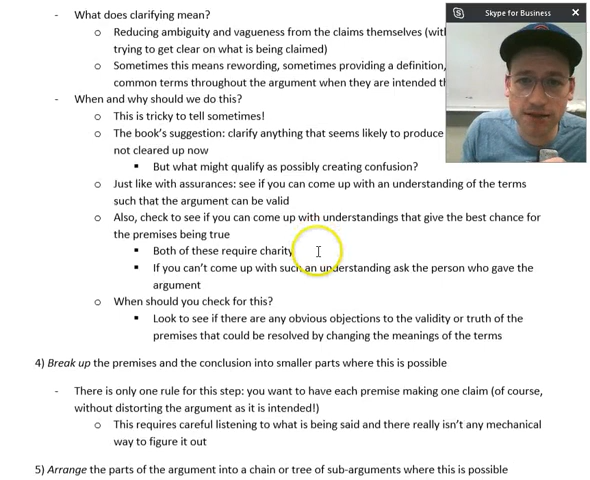 - What does clarifying mean?
Skype for Business
o Reducing ambiguity and vagueness from the claims themselves
trying to get clear on what is being claimed)
o Sometimes this means rewording, sometimes providing a definition,
common terms throughout the argument when they are intended
- When and why should we do this?
o This is tricky to tell sometimes!
o The book's suggestion: clarify anything that seems likely to produce
not cleared up now
▪ But what might qualify as possibly creating confusion?
o Just like with assurances: see if you can come up with an understanding of the terms
such that the argument can be valid
o Also, check to see if you can come up with understandings that give the best chance for
the premises being true
▪ Both of these require charity
▪ If you can't come up with such an understanding ask the person who gave the
argument
o When should you check for this?
▪ Look to see if there are any obvious objections to the validity or truth of the
premises that could be resolved by changing the meanings of the terms
4) Break up the premises and the conclusion into smaller parts where this is possible
- There is only one rule for this step: you want to have each premise making one claim (of course,
without distorting the argument as it is intended!)
o This requires careful listening to what is being said and there really isn't any mechanical
way to figure it out
5) Arrange the parts of the argument into a chain or tree of sub-arguments where this is possible